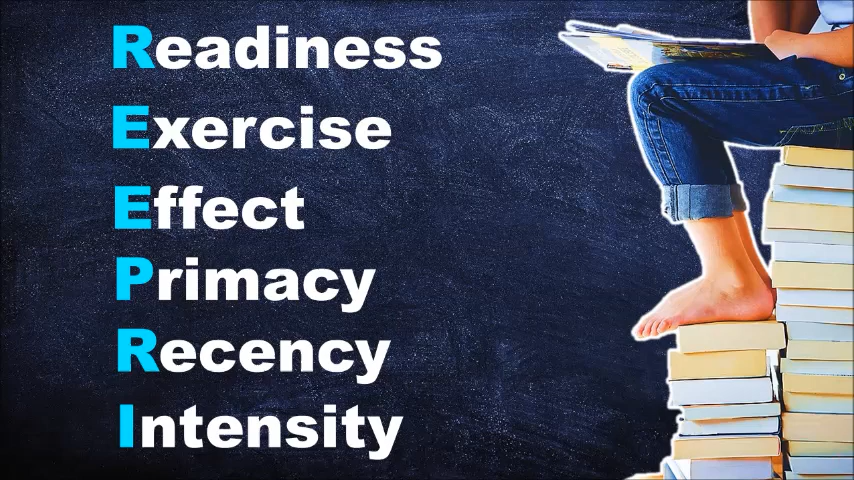 Readiness
Exercise
Effect
Primacy
Recency
Intensity